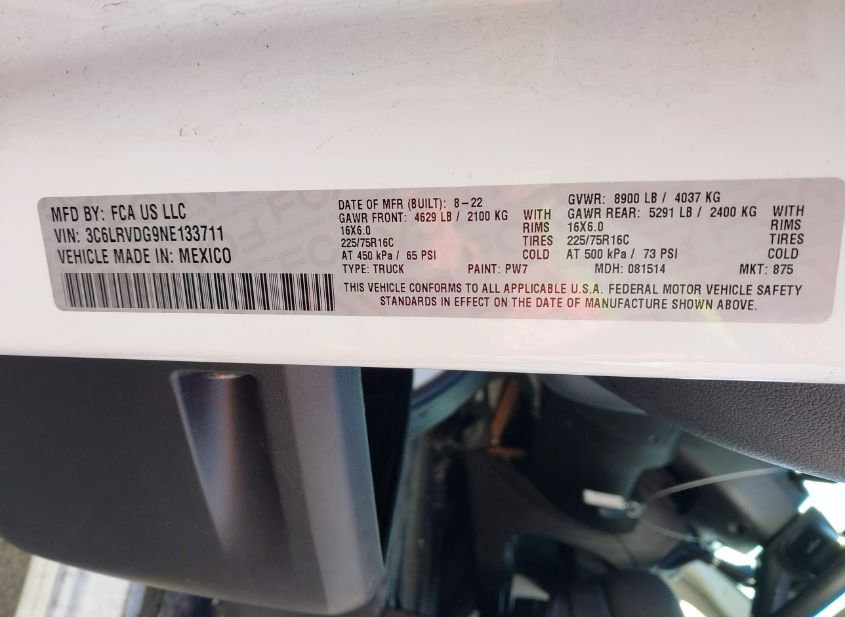 MFD BY: FCA US LLC
VIN: 3C6LRVDG9NE133711
VEHICLE MADE IN: MEXICO
DATE OF MFR (BUILT): 8-22 GVWR: 8900 LB / 4037 KG
GAWR FRONT: 4629 LB / 2100 KG WITH GAWR REAR: 5291 LB / 2400 KG WITH
16X6.0 RIMS 16X6.0 RIMS
225/75R16C TIRES 225/75R16C TIRES
AT 450 kPa / 65 PSI COLD AT 500 kPa / 73 PSI COLD
TYPE: TRUCK PAINT: PW7 MDH: 081514 MKT: 875
THIS VEHICLE CONFORMS TO ALL APPLICABLE U.S.A. FEDERAL MOTOR VEHICLE SAFETY
STANDARDS IN EFFECT ON THE DATE OF MANUFACTURE SHOWN ABOVE.